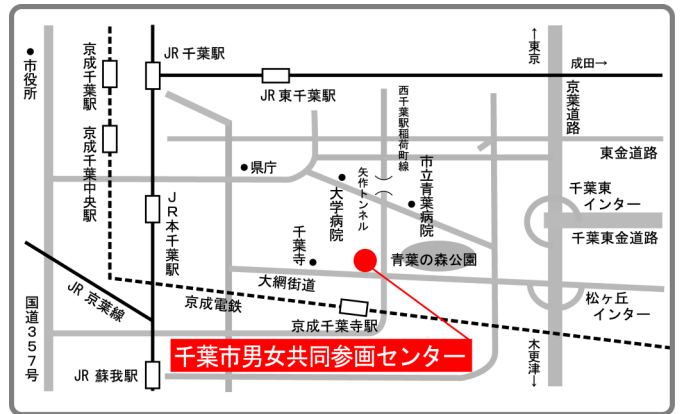 ●市役所
京成千葉駅
JR 千葉駅
↑東京
成田→
JR 東千葉駅
京葉道路
西千葉駅稲荷町線
京成千葉中央駅
東金道路
●県庁
矢作トンネル
市立青葉病院
大学病院
千葉東
インター
JR本千葉駅
千葉寺
青葉の森公園
千葉東金道路
大網街道
JR 京葉線
京成電鉄
松ヶ丘
インター
国道357号
京成千葉寺駅
千葉市男女共同参画センター
木更津↓
JR 蘇我駅